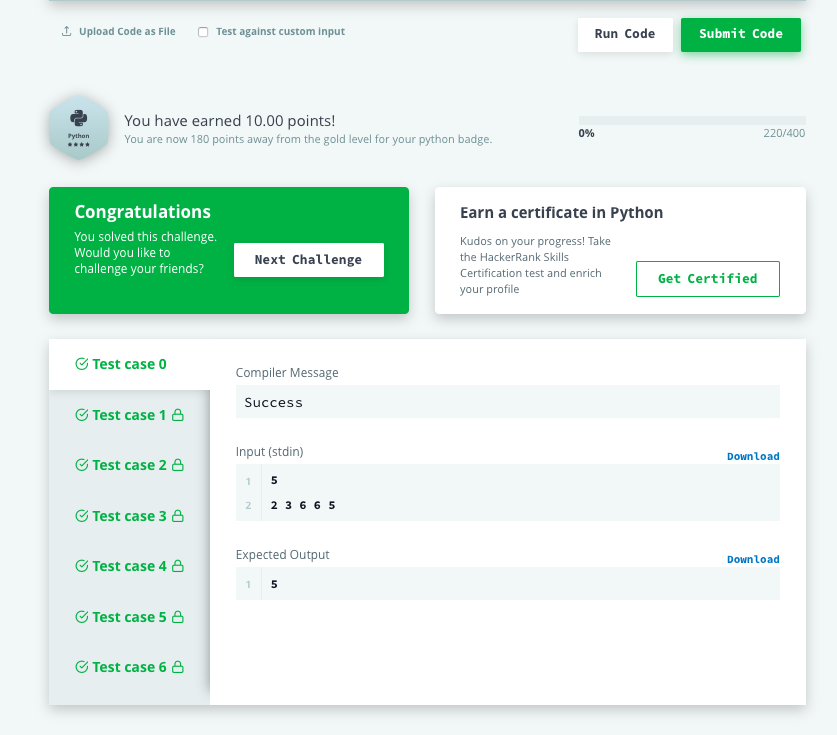 Upload Code as File
Test against custom input
Run Code
Submit Code
Python
You have earned 10.00 points!
You are now 180 points away from the gold level for your python badge.
0%
220/400
Congratulations
You solved this challenge.
Would you like to
challenge your friends?
Next Challenge
Earn a certificate in Python
Kudos on your progress! Take
the HackerRank Skills
Certification test and enrich
your profile
Get Certified
Test case 0
Test case 1
Test case 2
Test case 3
Test case 4
Test case 5
Test case 6
Compiler Message
Success
Input (stdin)
Download
1 5
2 2 3 6 6 5
Expected Output
Download
1 5